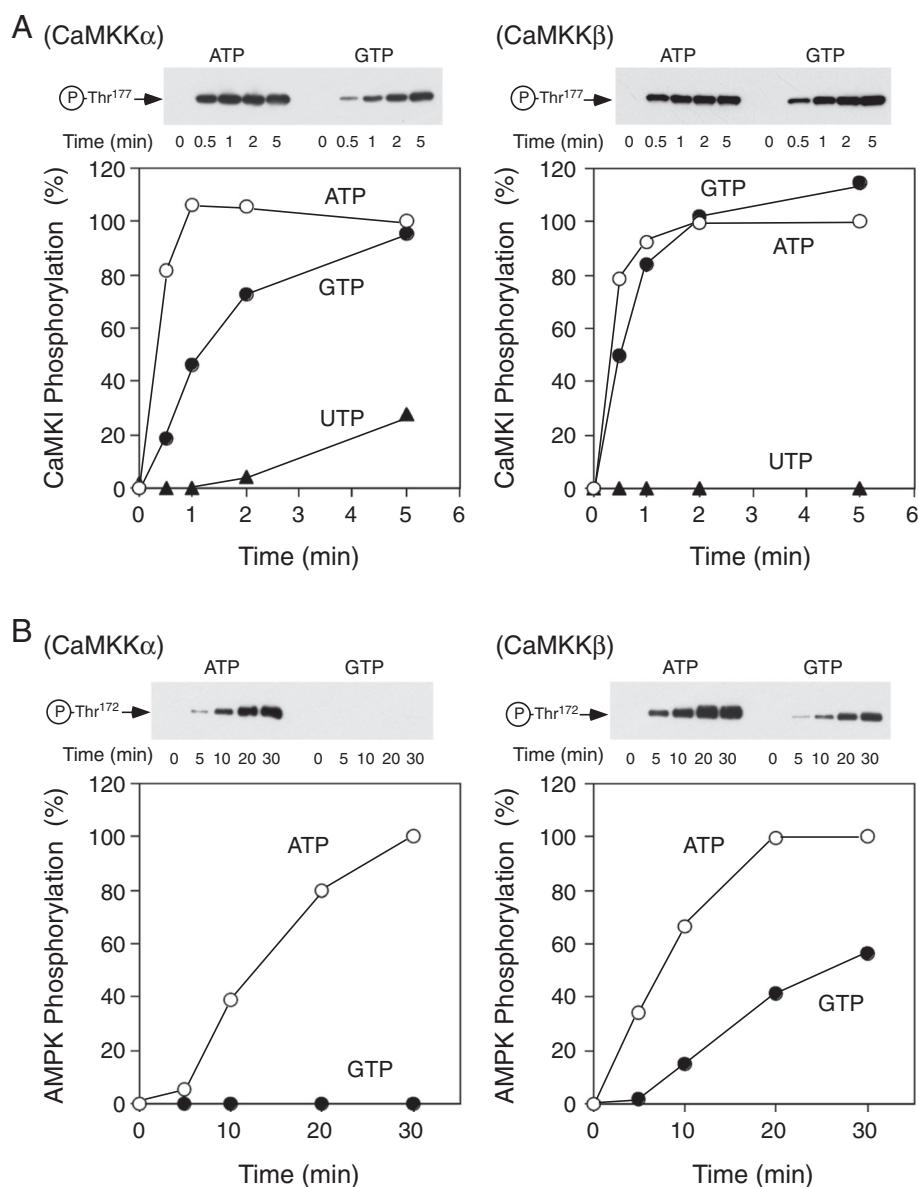 A (CaMKKα) (CaMKKβ)
ATP GTP ATP GTP
P-Thr177 P-Thr177
Time (min) 0 0.5 1 2 5 0 0.5 1 2 5 Time (min) 0 0.5 1 2 5 0 0.5 1 2 5
CaMKI Phosphorylation (%)
120
100
80
60
40
20
0
ATP
GTP
UTP
0 1 2 3 4 5 6
Time (min)
CaMKI Phosphorylation (%)
120
100
80
60
40
20
0
GTP
ATP
UTP
0 1 2 3 4 5 6
Time (min)
B (CaMKKα) (CaMKKβ)
ATP GTP ATP GTP
P-Thr172 P-Thr172
Time (min) 0 5 10 20 30 0 5 10 20 30 Time (min) 0 5 10 20 30 0 5 10 20 30
AMPK Phosphorylation (%)
120
100
80
60
40
20
0
ATP
GTP
0 10 20 30
Time (min)
AMPK Phosphorylation (%)
120
100
80
60
40
20
0
ATP
GTP
0 10 20 30
Time (min)